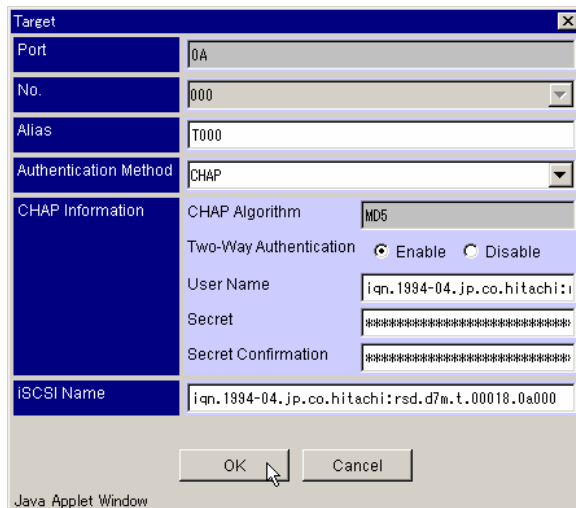 Target
Port 0A
No. 000
Alias T000
Authentication Method CHAP
CHAP Information CHAP Algorithm MD5
Two-Way Authentication Enable Disable
User Name iqn.1994-04.jp.co.hitachi:
Secret ****************************
Secret Confirmation ****************************
iSCSI Name iqn.1994-04.jp.co.hitachi:rsd.d7m.t.00018.0a000
OK Cancel
Java Applet Window